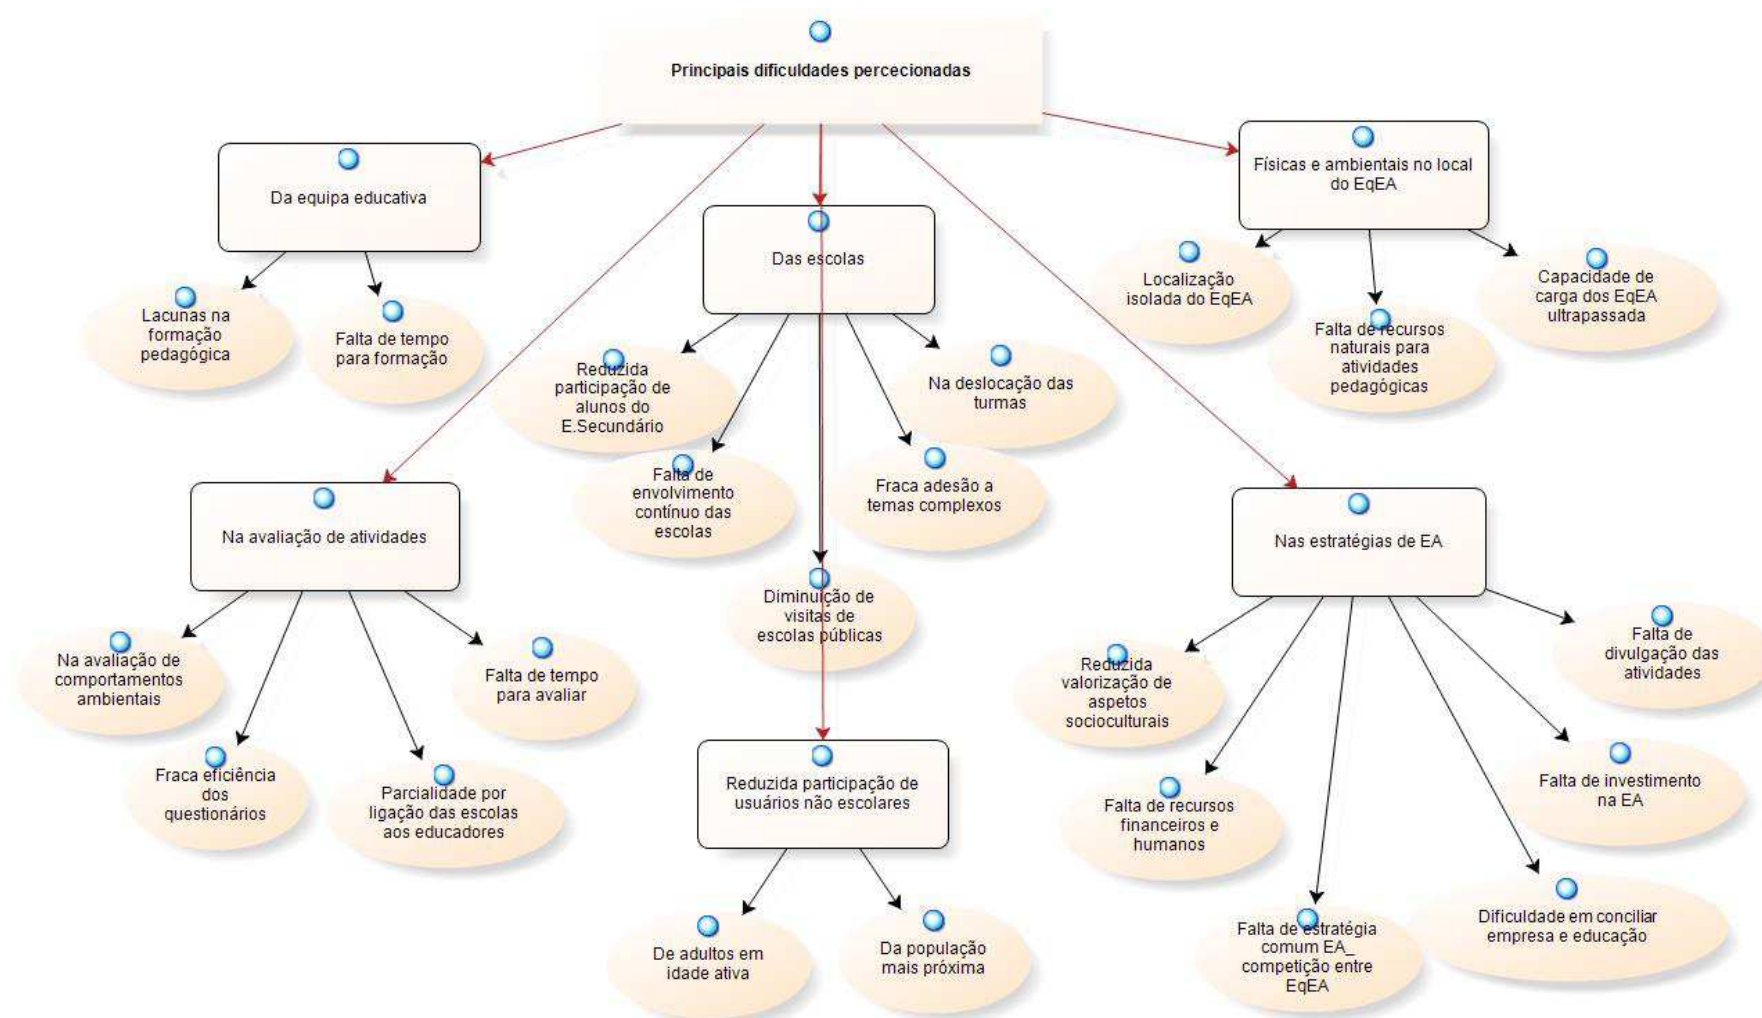 Principais dificuldades percecionadas
Da equipa educativa
Lacunas na
formação
pedagógica
Falta de tempo
para formação
Das escolas
Reduzida
participação de
alunos do
E.Secundário
Falta de
envolvimento
contínuo das
escolas
Diminuição de
visitas de
escolas públicas
Fraca adesão a
temas complexos
Na deslocação das
turmas
Físicas e ambientais no local
do EqEA
Localização
isolada do EqEA
Falta de recursos
naturais para
atividades
pedagógicas
Capacidade de
carga dos EqEA
ultrapassada
Na avaliação de atividades
Na avaliação de
comportamentos
ambientais
Fraca eficiência
dos
questionários
Parcialidade por
ligação das escolas
aos educadores
Falta de tempo
para avaliar
Reduzida participação de
usuários não escolares
De adultos em
idade ativa
Da população
mais próxima
Nas estratégias de EA
Reduzida
valorização de
aspetos
socioculturais
Falta de recursos
financeiros e
humanos
Falta de estratégia
comum EA_
competição entre
EqEA
Dificuldade em conciliar
empresa e educação
Falta de investimento
na EA
Falta de
divulgação das
atividades